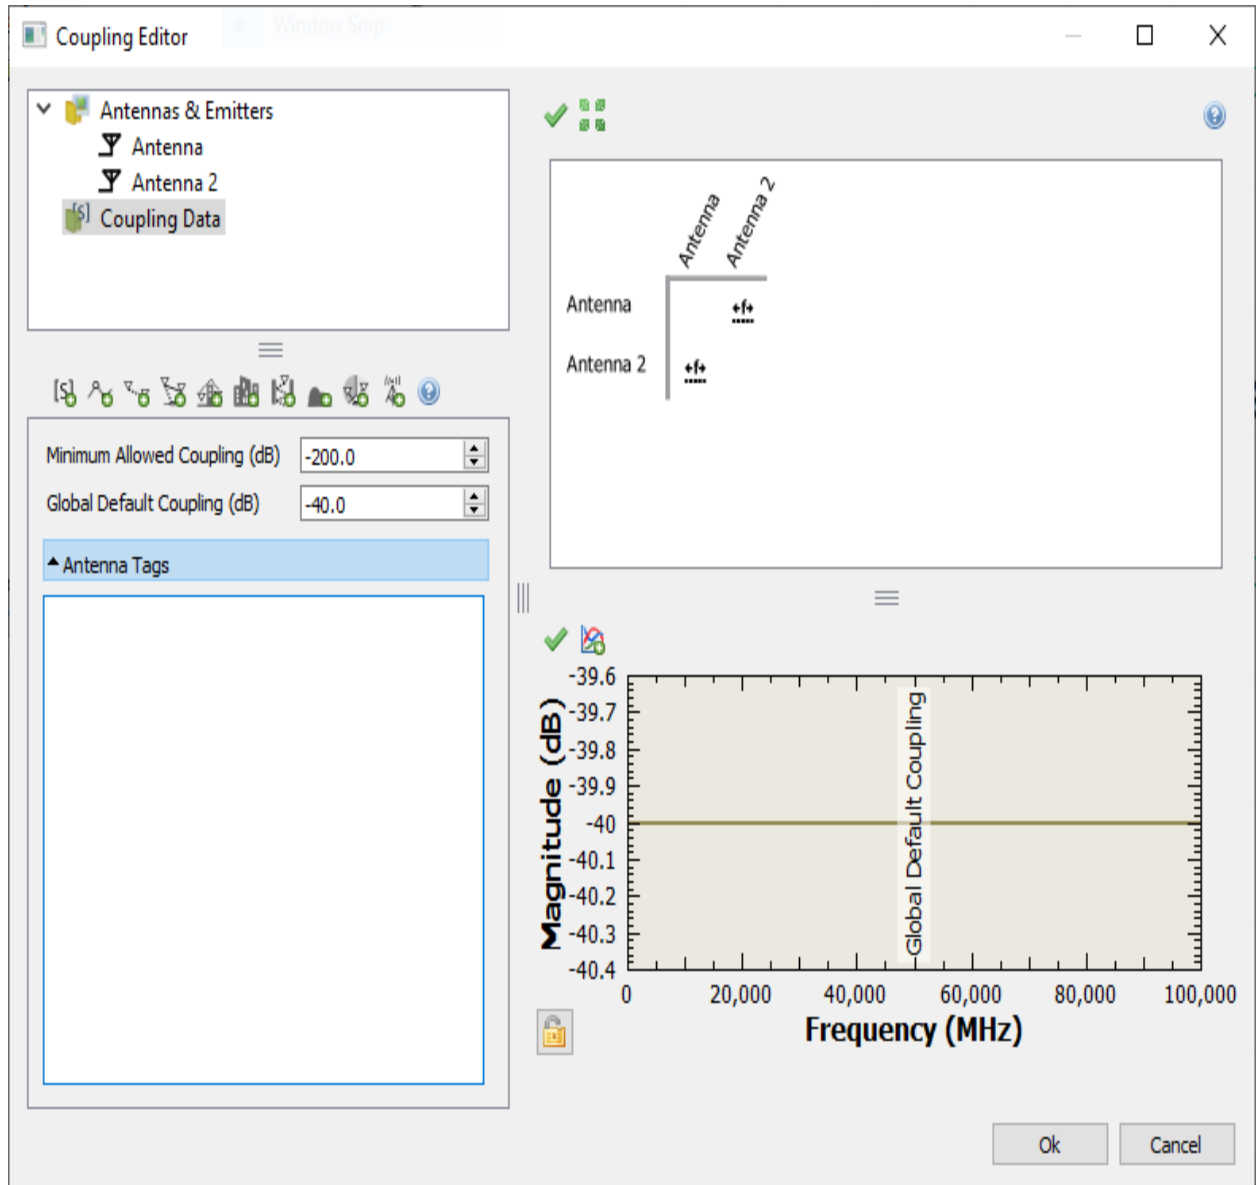 Coupling Editor
Window Snip
Antennas & Emitters
Antenna
Antenna 2
[S] Coupling Data
[S]
Minimum Allowed Coupling (dB) -200.0
Global Default Coupling (dB) -40.0
Antenna Tags
Antenna
Antenna 2
Antenna
f
Antenna 2
f
-39.6
-39.7
-39.8
-39.9
-40
-40.1
-40.2
-40.3
-40.4
Magnitude (dB)
Global Default Coupling
0 20,000 40,000 60,000 80,000 100,000
Frequency (MHz)
Ok Cancel